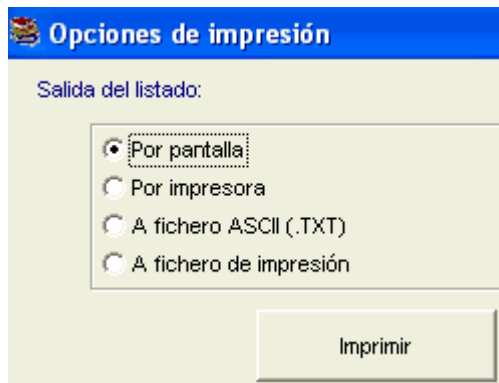 Opciones de impresión
Salida del listado:
Por pantalla
Por impresora
A fichero ASCII (.TXT)
A fichero de impresión
Imprimir